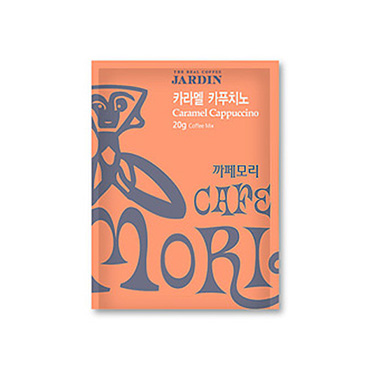 THE REAL COFFEE
JARDIN
카라멜 카푸치노
Caramel Cappuccino
20g Coffee Mix
까페모리
CAFE
MORI